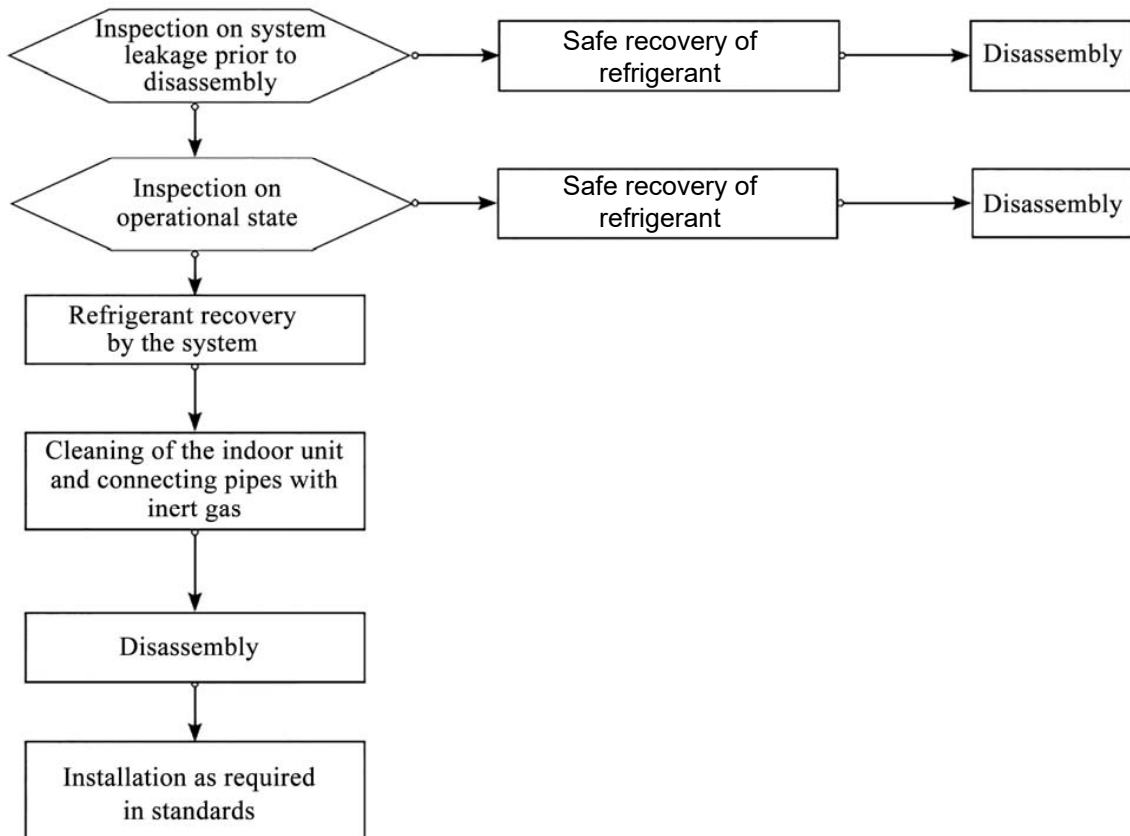 Inspection on system
leakage prior to
disassembly
Safe recovery of
refrigerant
Disassembly
Inspection on
operational state
Safe recovery of
refrigerant
Disassembly
Refrigerant recovery
by the system
Cleaning of the indoor unit
and connecting pipes with
inert gas
Disassembly
Installation as required
in standards